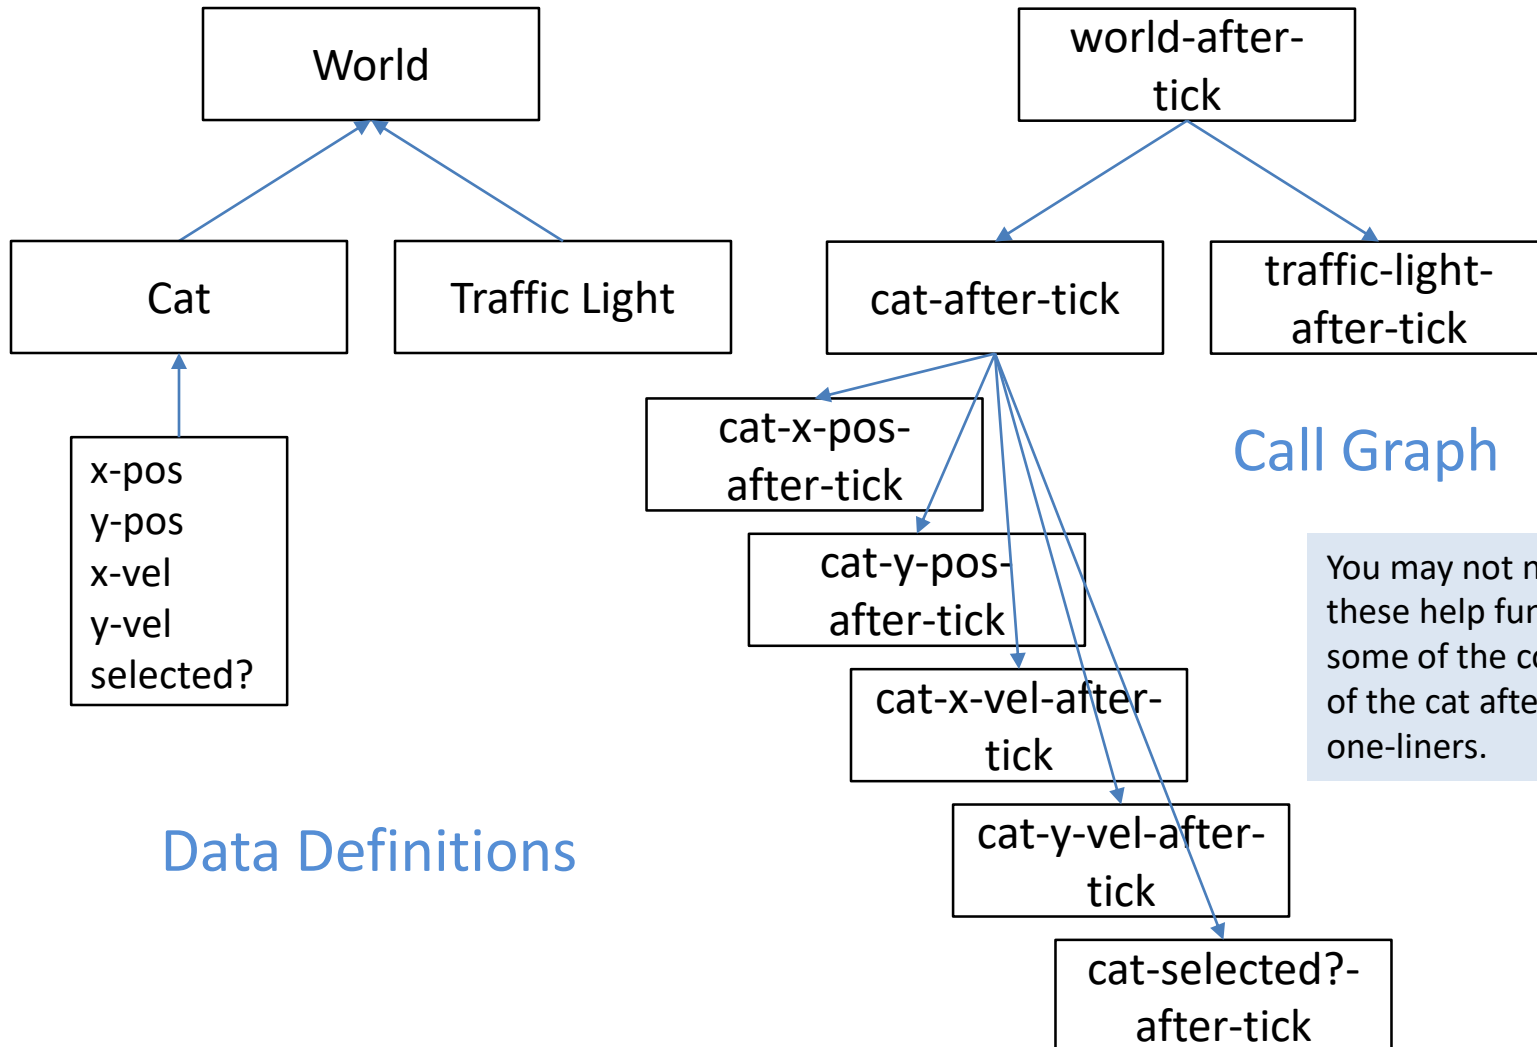 World
Cat
Traffic Light
x-pos
y-pos
x-vel
y-vel
selected?
Data Definitions
world-after-
tick
cat-after-tick
traffic-light-
after-tick
cat-x-pos-
after-tick
cat-y-pos-
after-tick
cat-x-vel-after-
tick
cat-y-vel-after-
tick
cat-selected?-
after-tick
Call Graph
You may not
these help
some of the
of the cat
one-liners.